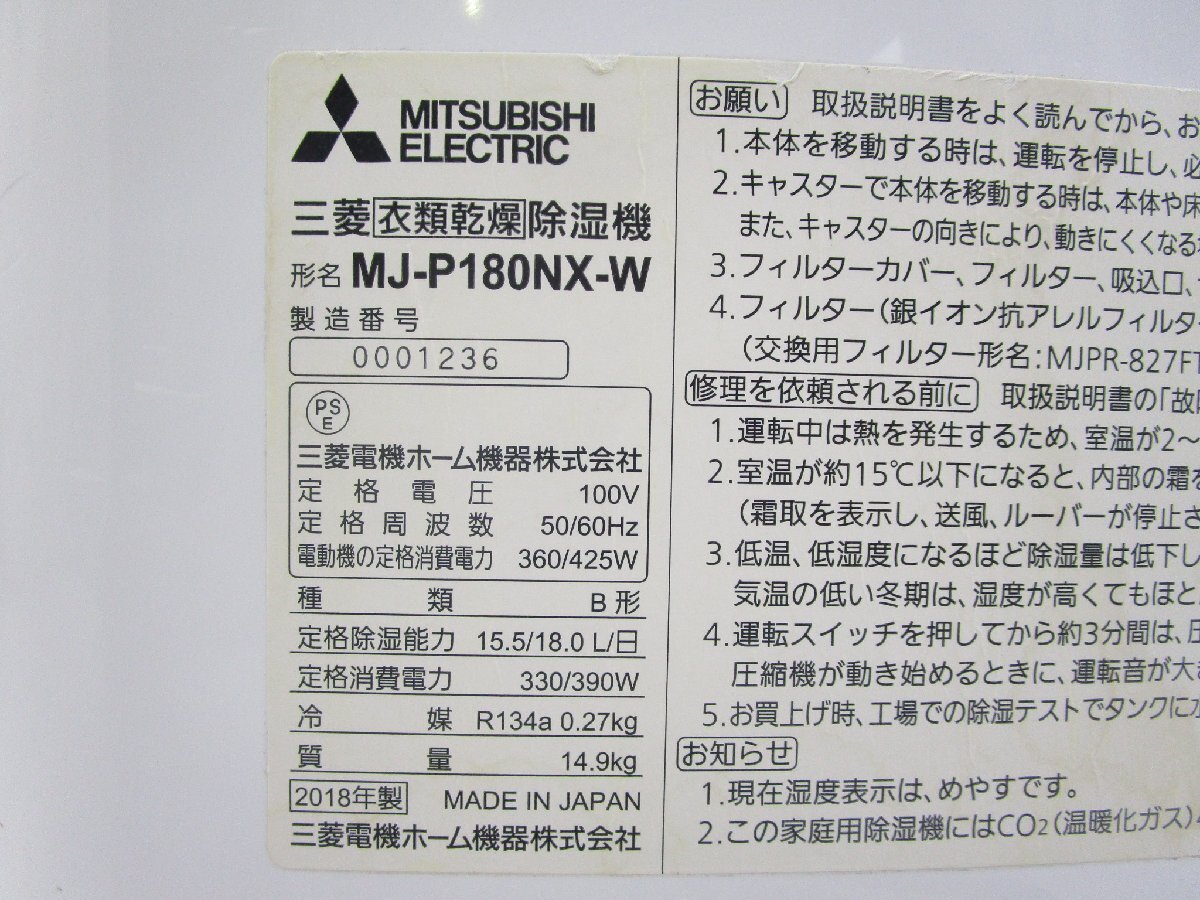 MITSUBISHI
ELECTRIC
三菱衣類乾燥除湿機
形名 MJ-P180NX-W
製造番号
0001236
PS
E
三菱電機ホーム機器株式会社
定格電圧 100V
定格周波数 50/60Hz
電動機の定格消費電力 360/425W
種類 B形
定格除湿能力 15.5/18.0 L/日
定格消費電力 330/390W
冷媒 R134a 0.27kg
質量 14.9kg
2018年製 MADE IN JAPAN
三菱電機ホーム機器株式会社
お願い 取扱説明書をよく読んでから、お
1.本体を移動する時は、運転を停止し、必
2.キャスターで本体を移動する時は、本体や床
また、キャスターの向きにより、動きにくくなる
3.フィルターカバー、フィルター、吸込口、
4.フィルター(銀イオン抗アレルフィルター
(交換用フィルター形名:MJPR-827FT
修理を依頼される前に 取扱説明書の「故障
1.運転中は熱を発生するため、室温が2〜
2.室温が約15℃以下になると、内部の霜を
(霜取を表示し、送風、ルーバーが停止さ
3.低温、低湿度になるほど除湿量は低下し
気温の低い冬期は、湿度が高くてもほと
4.運転スイッチを押してから約3分間は、圧
圧縮機が動き始めるときに、運転音が大き
5.お買上げ時、工場での除湿テストでタンクに水
お知らせ
1.現在湿度表示は、めやすです。
2.この家庭用除湿機にはCO2(温暖化ガス)